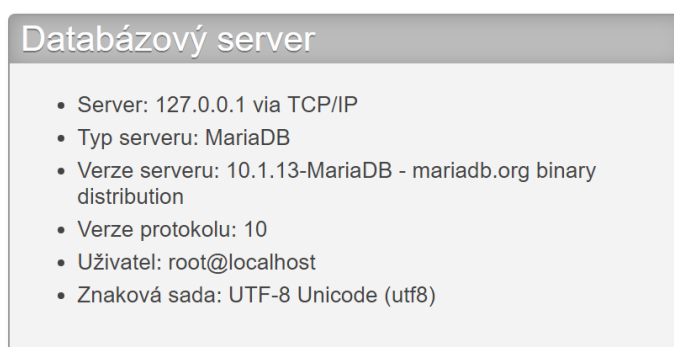 Databázový server
• Server: 127.0.0.1 via TCP/IP
• Typ serveru: MariaDB
• Verze serveru: 10.1.13-MariaDB - mariadb.org binary
distribution
• Verze protokolu: 10
• Uživatel: root@localhost
• Znaková sada: UTF-8 Unicode (utf8)